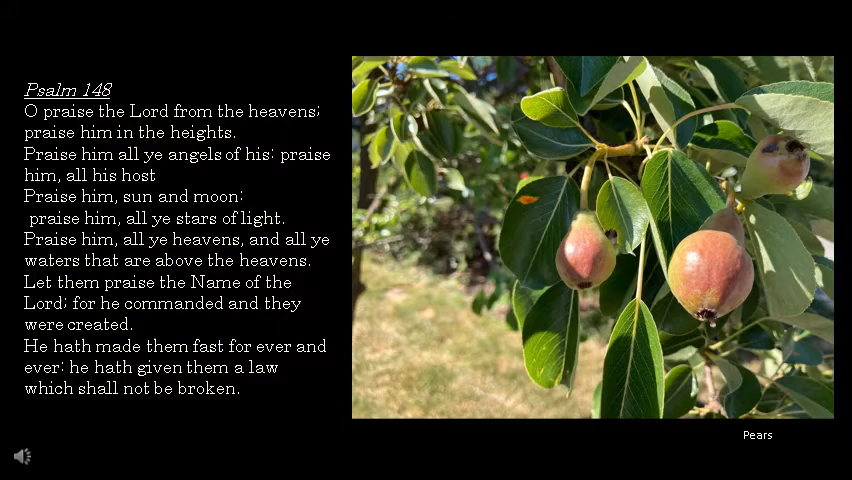 Psalm 148
O praise the Lord from the heavens;
praise him in the heights.
Praise him all ye angels of his: praise
him, all his host
Praise him, sun and moon:
praise him, all ye stars of light.
Praise him, all ye heavens, and all ye
waters that are above the heavens.
Let them praise the Name of the
Lord; for he commanded and they
were created.
He hath made them fast for ever and
ever: he hath given them a law
which shall not be broken.
Pears